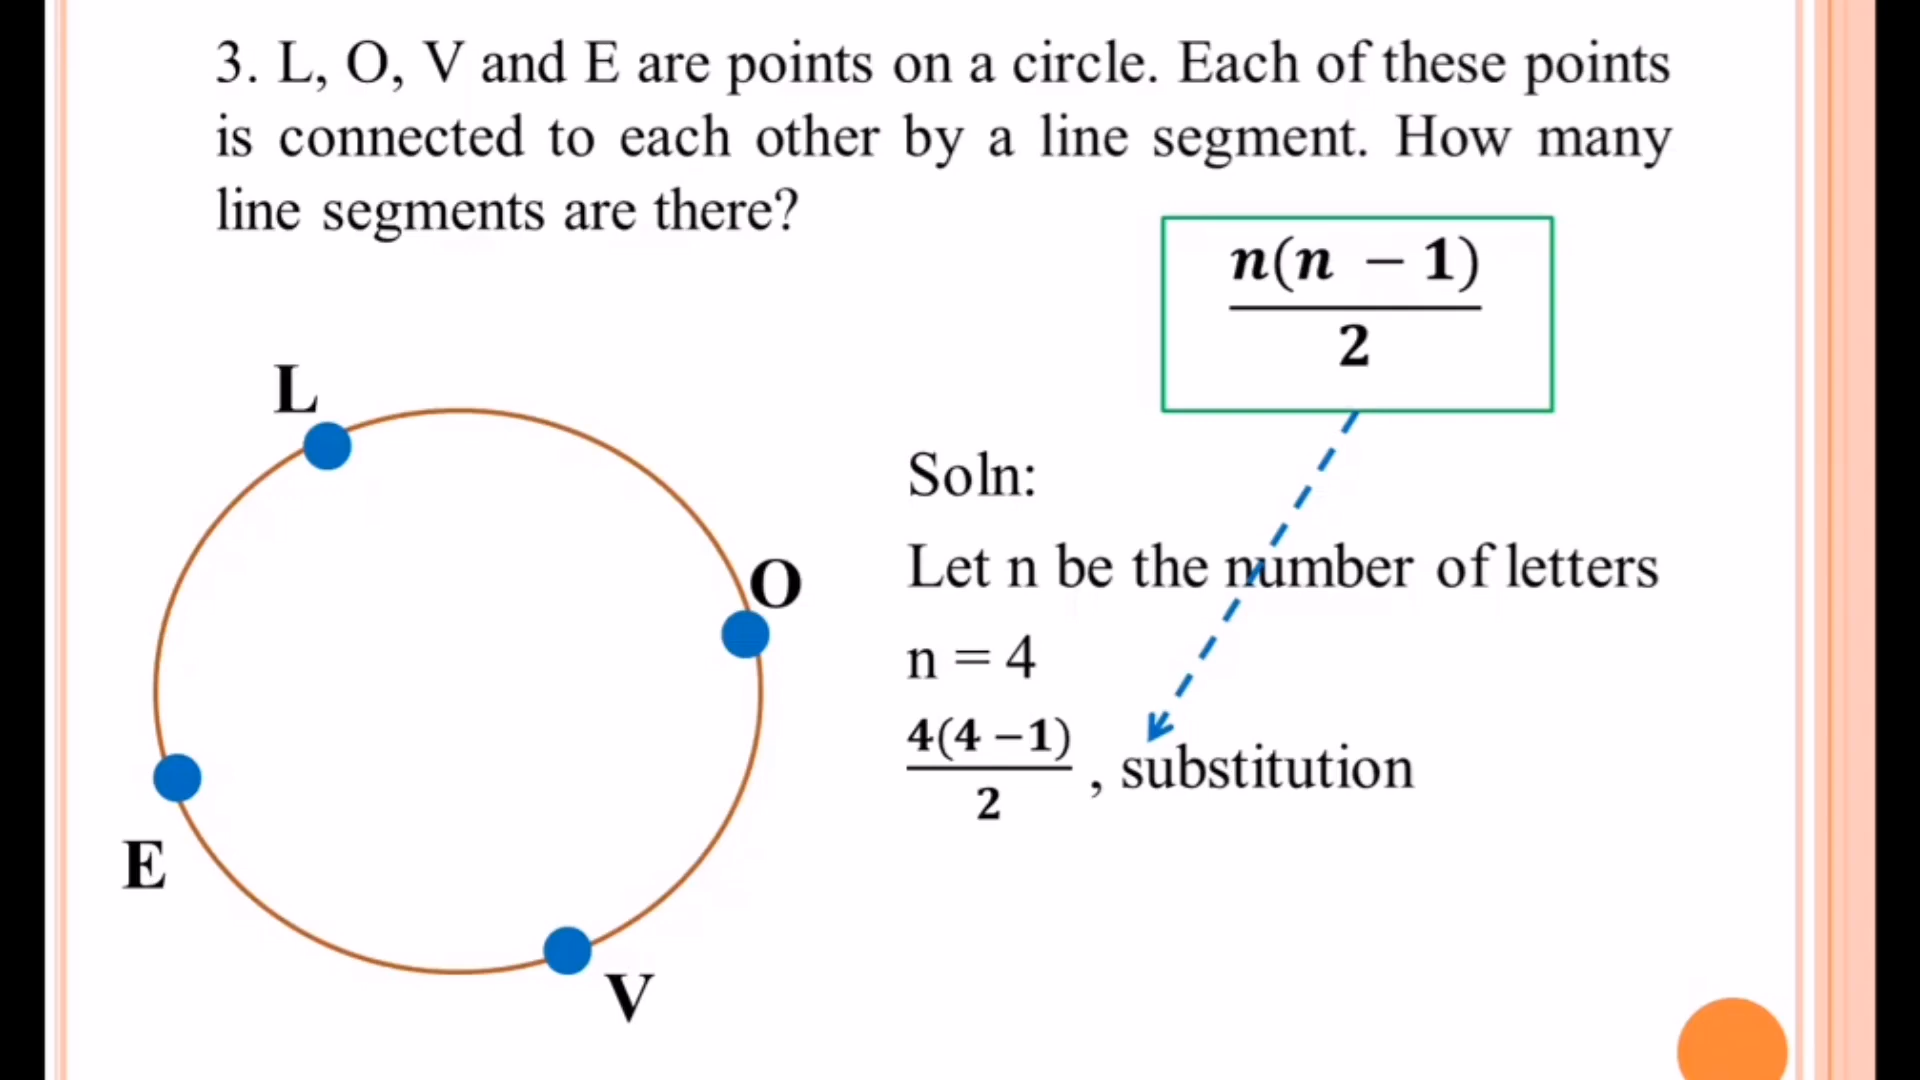 3. L, O, V and E are points on a circle. Each of these points
is connected to each other by a line segment. How many
line segments are there?
n(n − 1)
2
L
Soln:
O
Let n be the number of letters
n = 4
4(4 −1)
2
, substitution
E
V